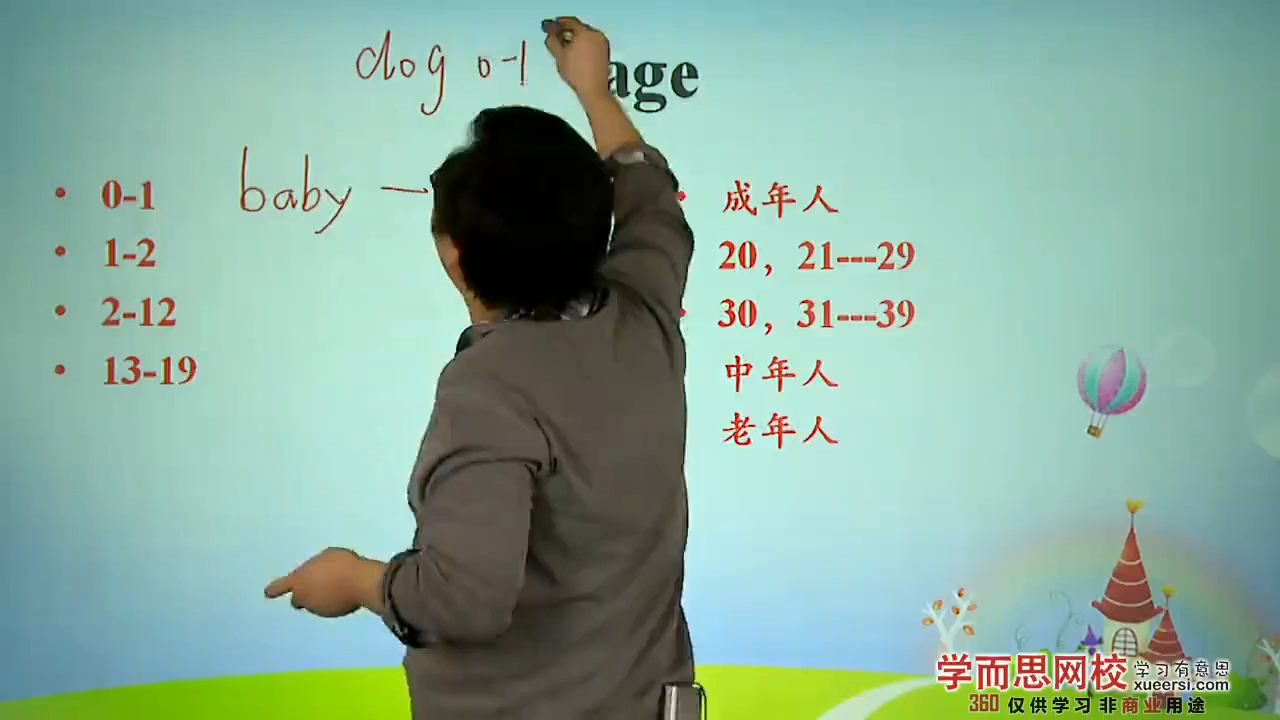 dog 0-1
age
0-1 baby —
1-2
2-12
13-19
成年人
20，21---29
30，31---39
中年人
老年人
学而思网校 学习有意思
xueersi.com
360 仅供学习 非商业用途